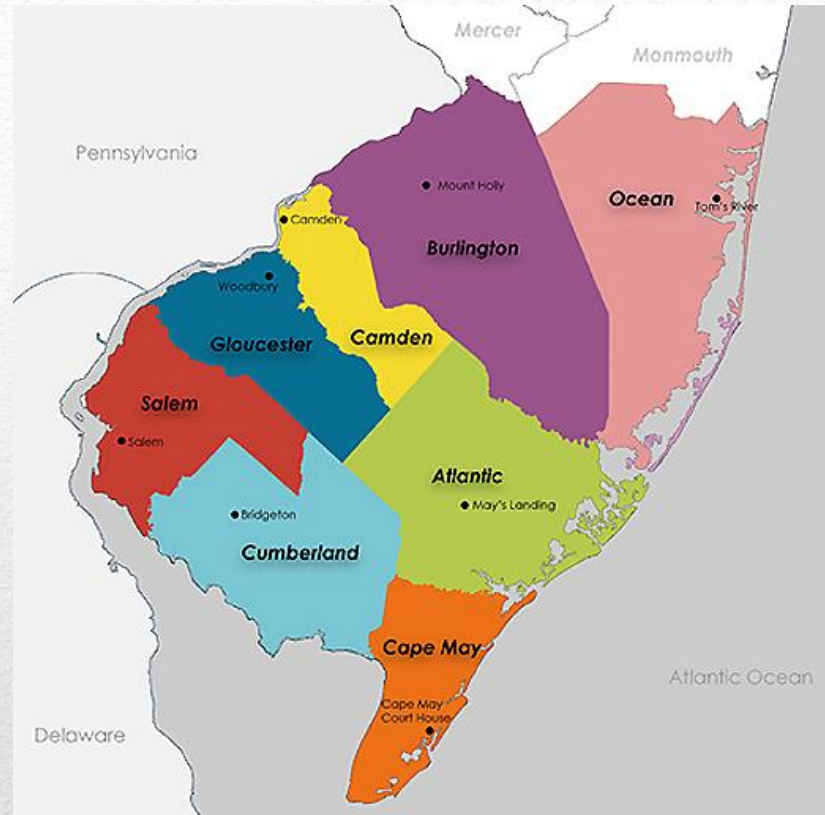 Mercer
Monmouth
Pennsylvania
Mount Holly
Ocean
Tom's River
Camden
Burlington
Woodbury
Gloucester
Camden
Salem
Salem
Atlantic
May's Landing
Bridgeton
Cumberland
Cape May
Atlantic Ocean
Cape May
Court House
Delaware